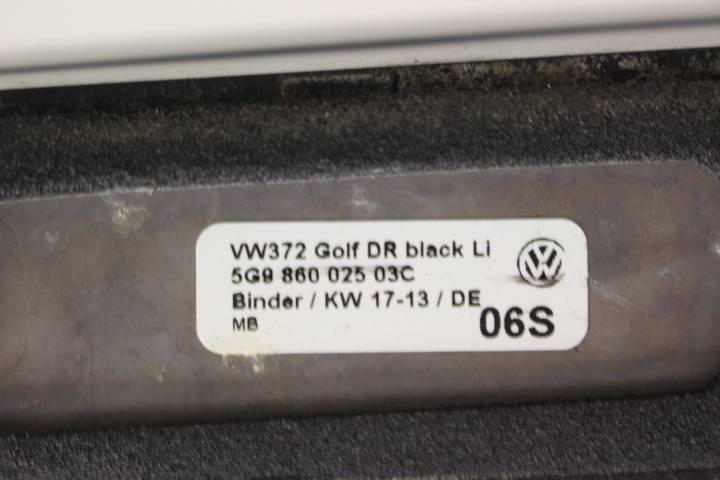 VW372 Golf DR black Li
5G9 860 025 03C
Binder / KW 17-13 / DE
MB
06S